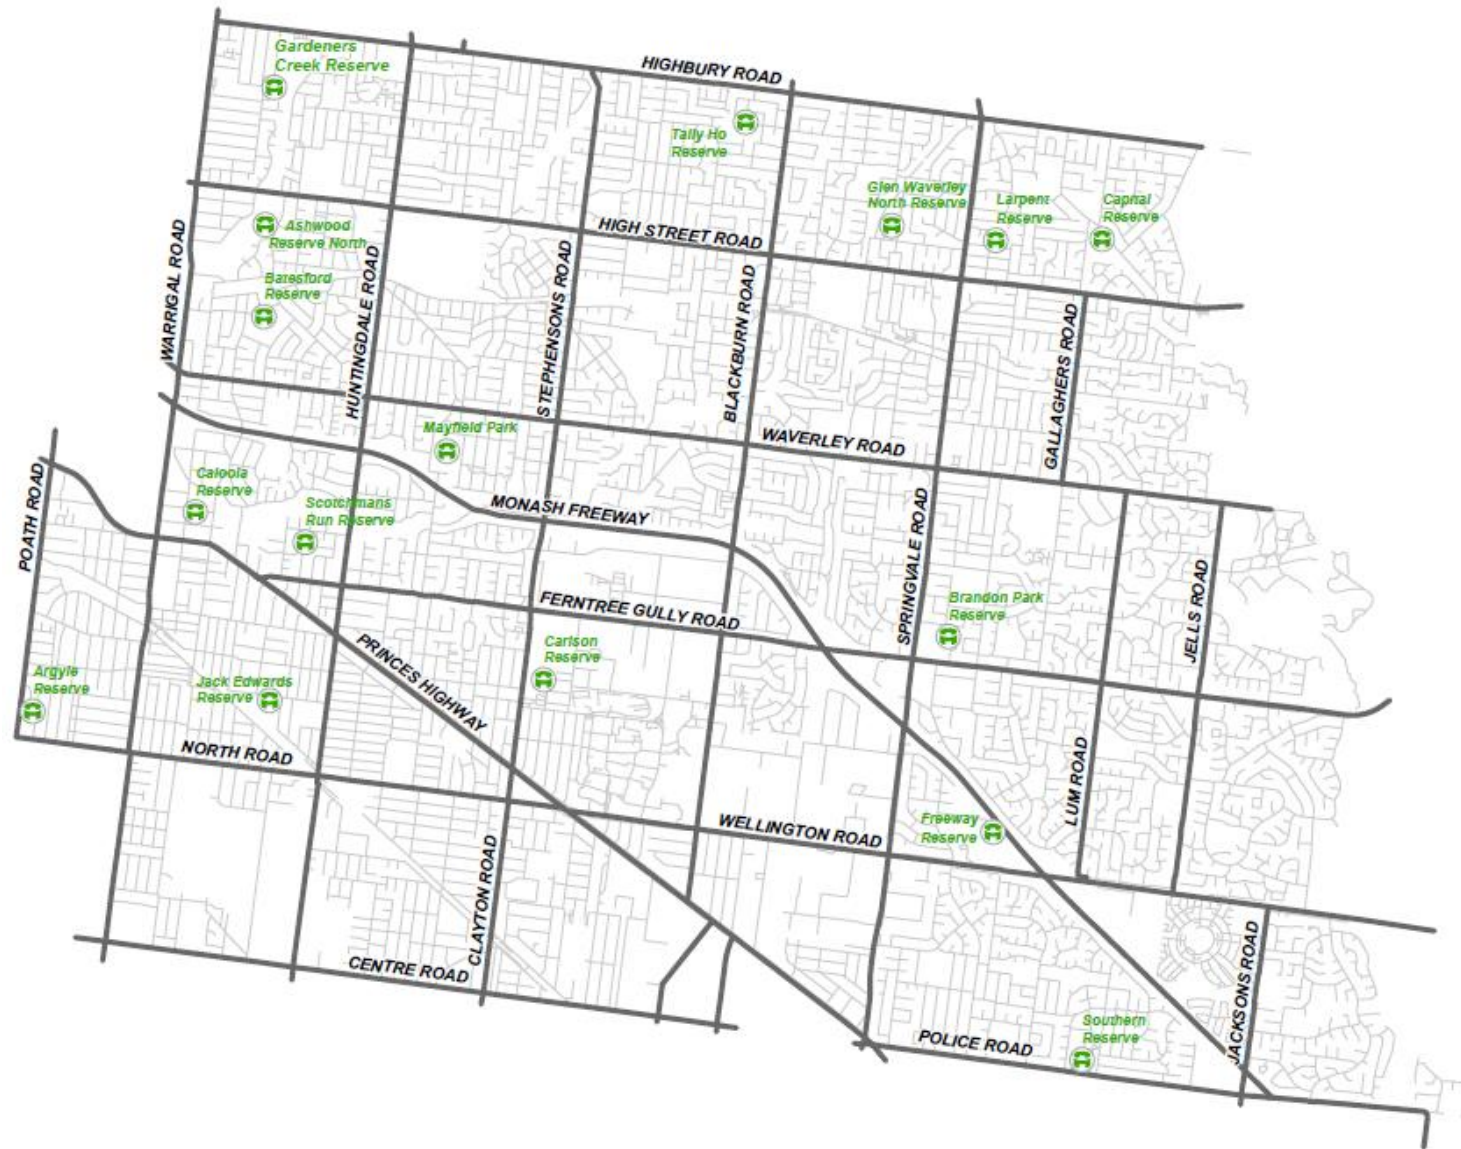 Gardeners
Creek Reserve
HIGHBURY ROAD
Tally Ho
Reserve
Glen Waverley
North Reserve
Larpent
Reserve
Capital
Reserve
Ashwood
Reserve North
HIGH STREET ROAD
WARRIGAL ROAD
HUNTINGDALE ROAD
STEPHENSONS ROAD
BLACKBURN ROAD
Batesford
Reserve
GALLAGHERS ROAD
Mayfield Park
WAVERLEY ROAD
POATH ROAD
Caloola
Reserve
Scotchmans
Run Reserve
MONASH FREEWAY
SPRINGVALE ROAD
JELLS ROAD
Brandon Park
Reserve
FERNTREE GULLY ROAD
PRINCES HIGHWAY
Carlson
Reserve
Argyle
Reserve
Jack Edwards
Reserve
NORTH ROAD
LUM ROAD
WELLINGTON ROAD
Freeway
Reserve
CLAYTON ROAD
CENTRE ROAD
JACKSONS ROAD
Southern
Reserve
POLICE ROAD